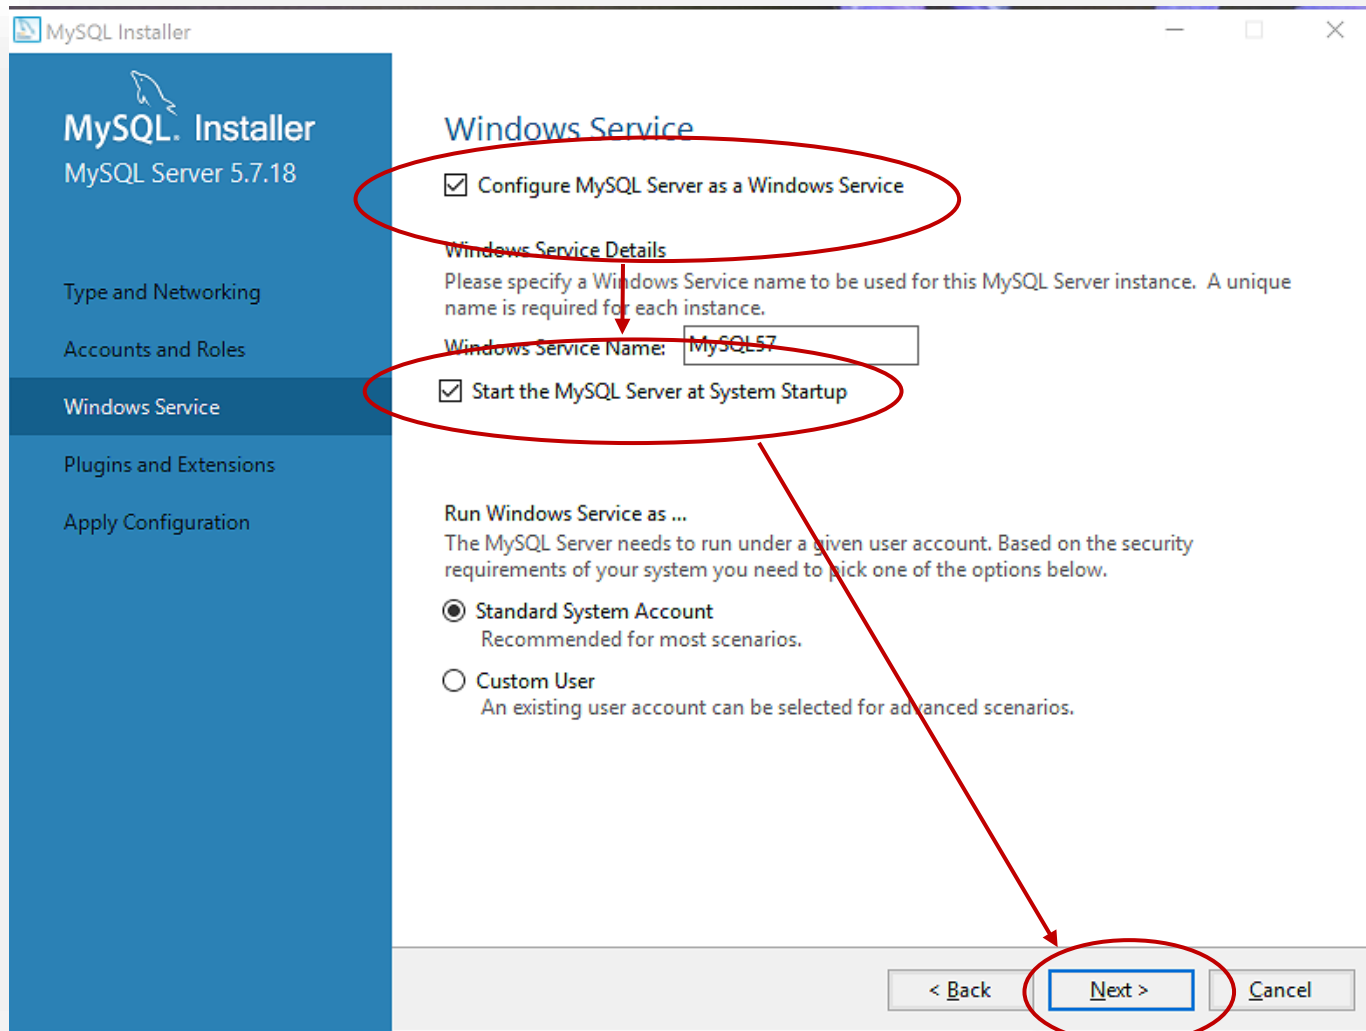 MySQL Installer
MySQL. Installer
MySQL Server 5.7.18
Type and Networking
Accounts and Roles
Windows Service
Plugins and Extensions
Apply Configuration
Windows Service
Configure MySQL Server as a Windows Service
Windows Service Details
Please specify a Windows Service name to be used for this MySQL Server instance. A unique
name is required for each instance.
Windows Service Name: MySQL57
Start the MySQL Server at System Startup
Run Windows Service as ...
The MySQL Server needs to run under a given user account. Based on the security
requirements of your system you need to pick one of the options below.
Standard System Account
Recommended for most scenarios.
Custom User
An existing user account can be selected for advanced scenarios.
< Back Next > Cancel